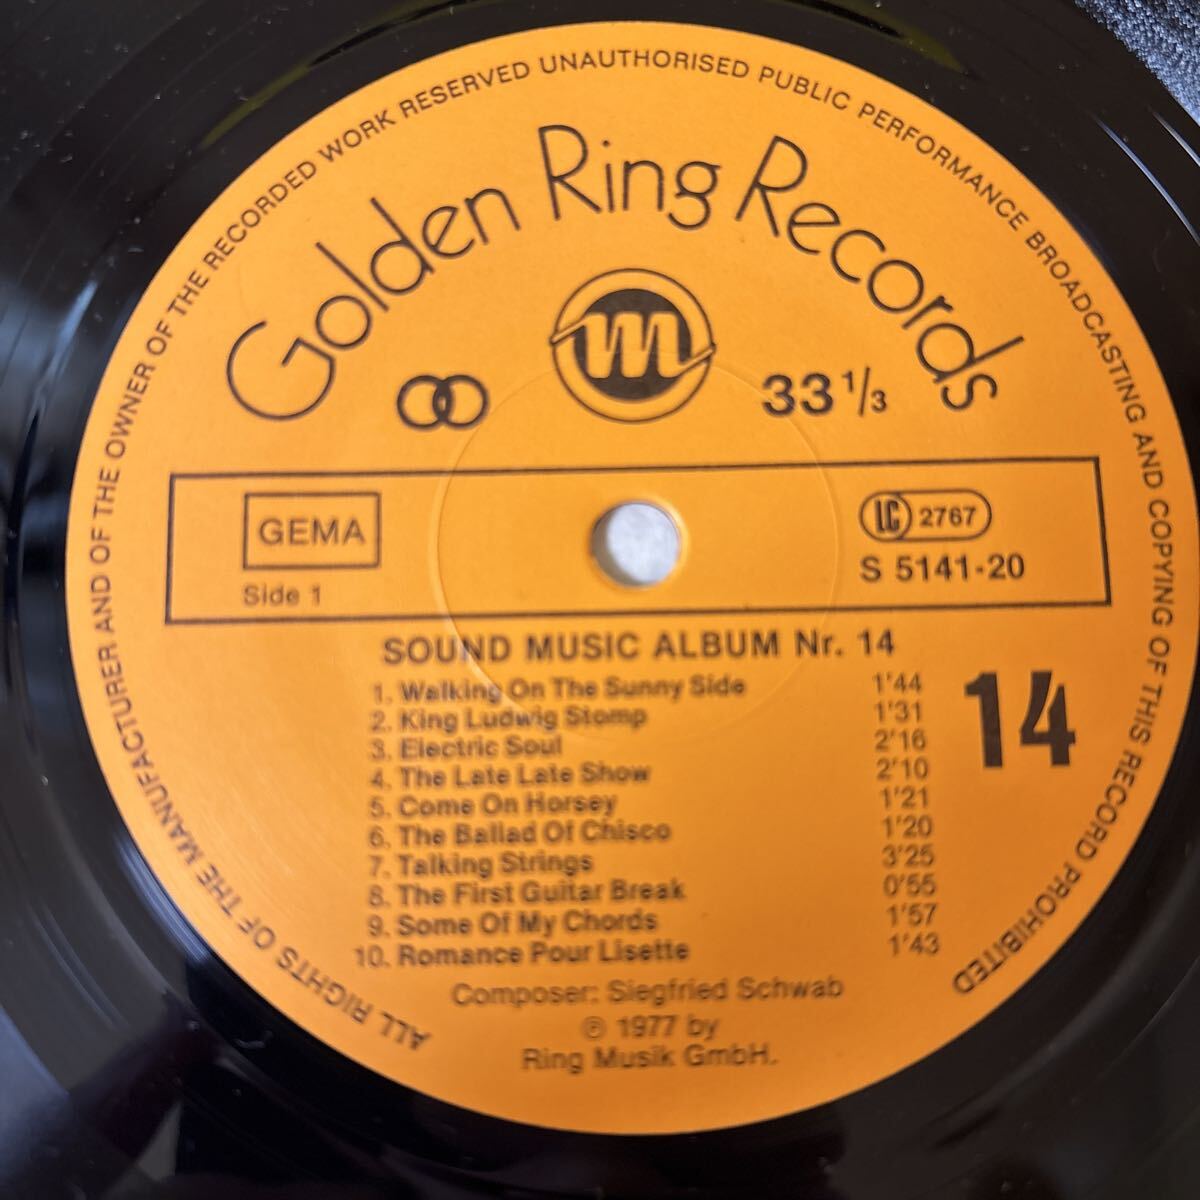 ALL RIGHTS OF THE MANUFACTURER AND OF THE OWNER OF THE RECORDED WORK RESERVED UNAUTHORISED PUBLIC PERFORMANCE BROADCASTING AND COPYING OF THIS RECORD PROHIBITED
Golden Ring Records
m
33 1/3
GEMA
LC 2767
Side 1
S 5141-20
SOUND MUSIC ALBUM Nr. 14
14
1. Walking On The Sunny Side 1'44
2. King Ludwig Stomp 1'31
3. Electric Soul 2'16
4. The Late Late Show 2'10
5. Come On Horsey 1'21
6. The Ballad Of Chisco 1'20
7. Talking Strings 3'25
8. The First Guitar Break 0'55
9. Some Of My Chords 1'57
10. Romance Pour Lisette 1'43
Composer: Siegfried Schwab
℗ 1977 by
Ring Musik GmbH.